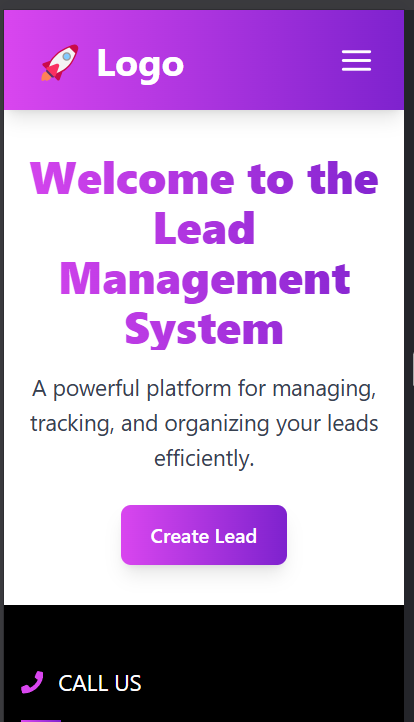 Logo
Welcome to the
Lead
Management
System
A powerful platform for managing,
tracking, and organizing your leads
efficiently.
Create Lead
CALL US